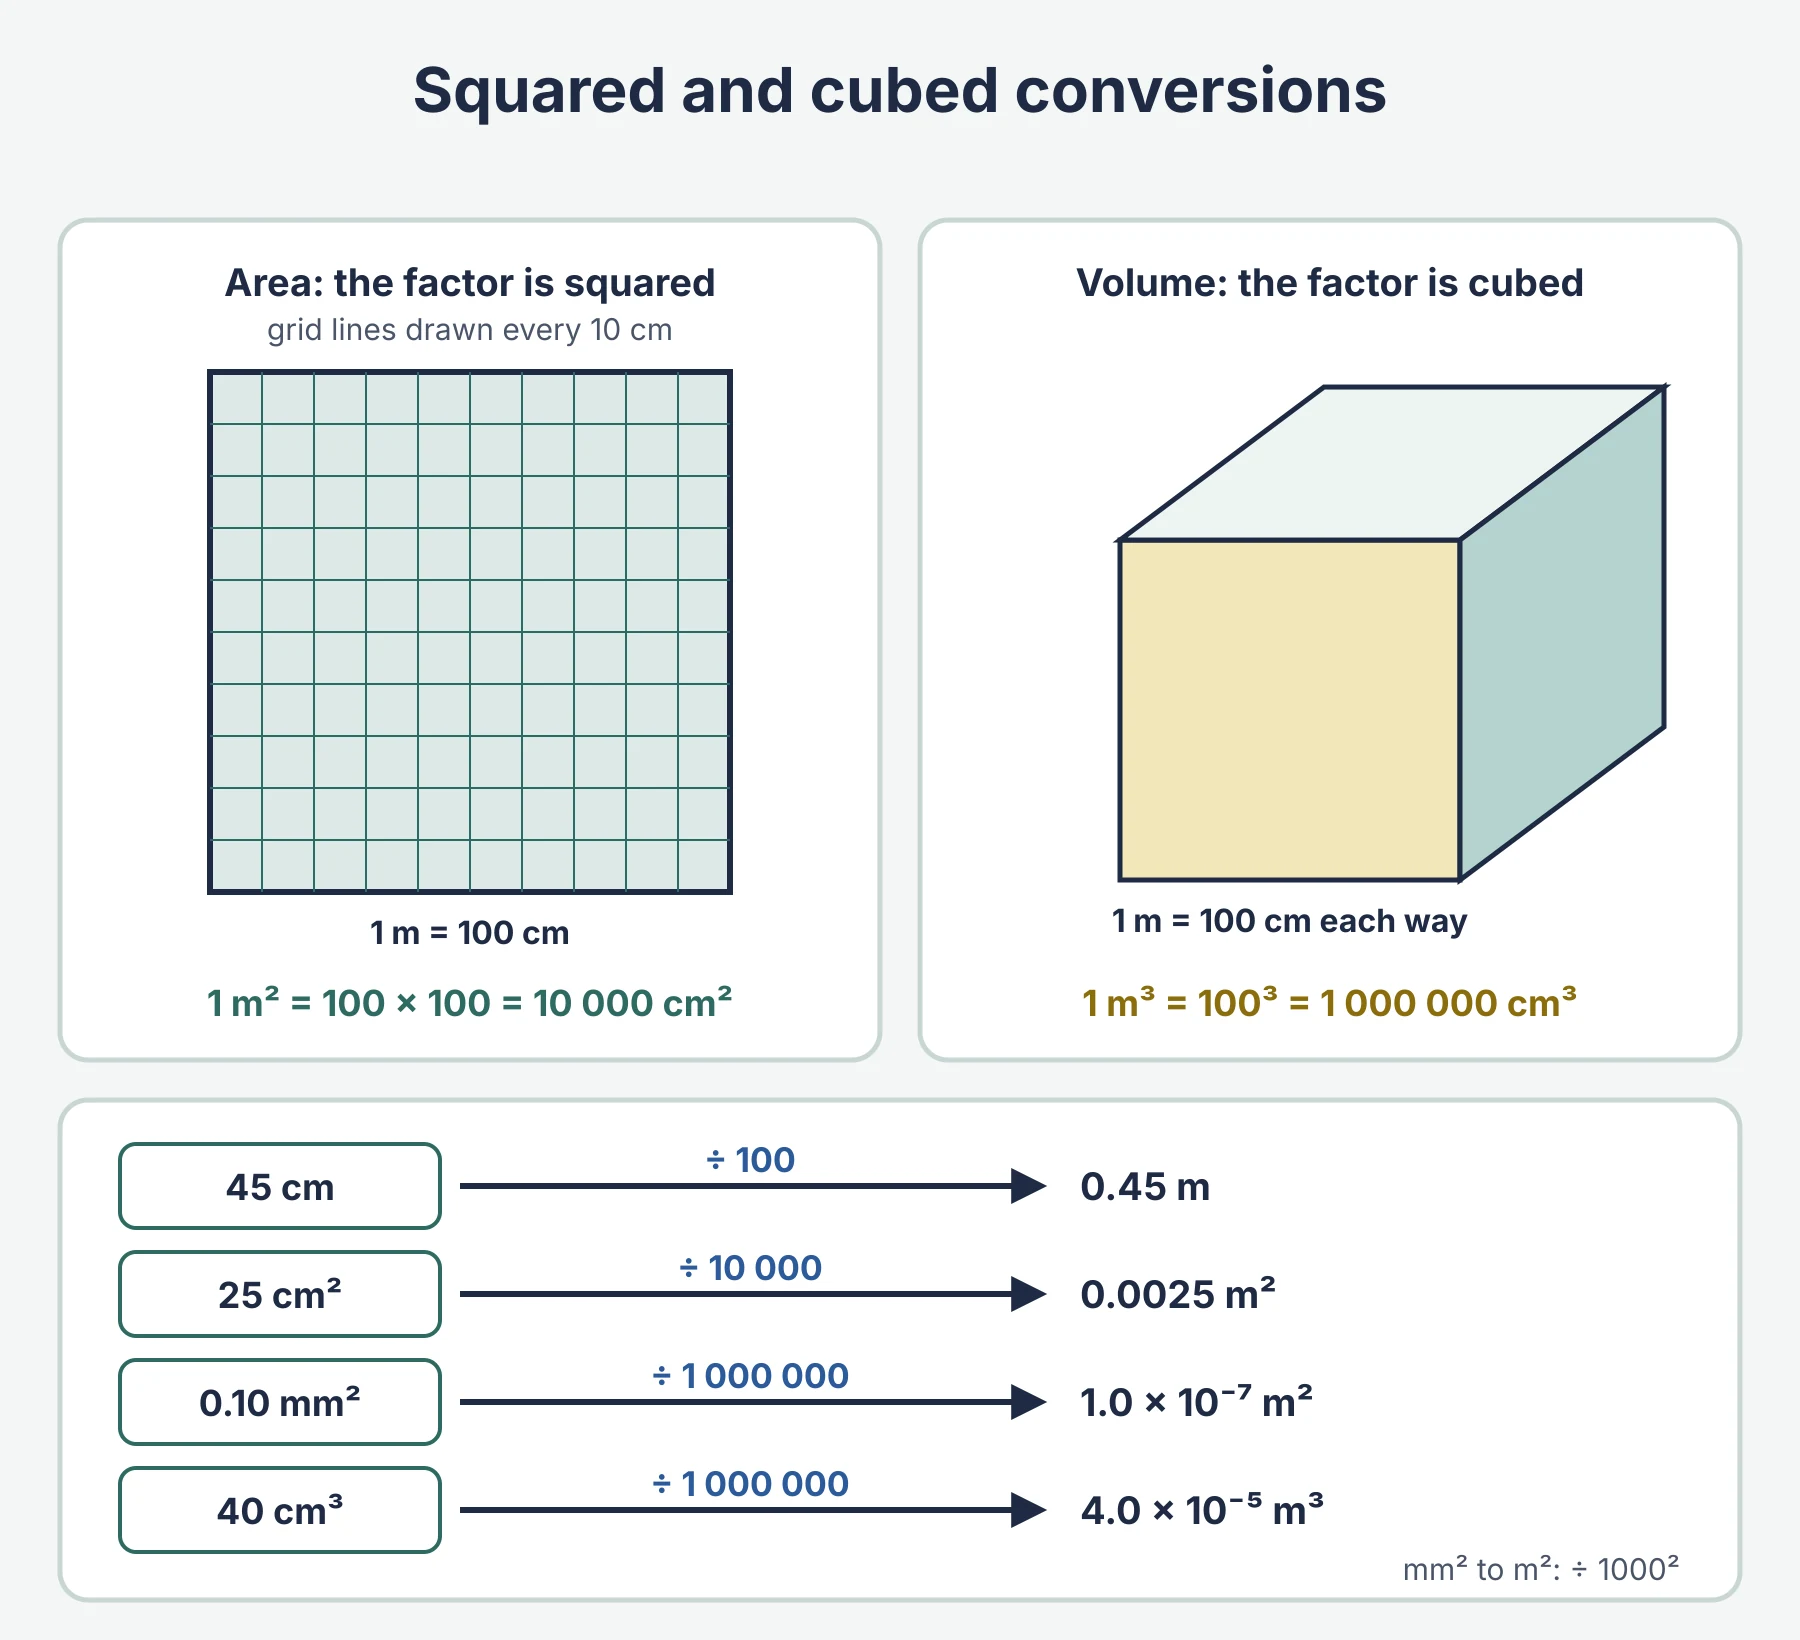 Squared and cubed conversions
Area: the factor is squared
grid lines drawn every 10 cm
1 m = 100 cm
1 m² = 100 × 100 = 10 000 cm²
Volume: the factor is cubed
1 m = 100 cm each way
1 m³ = 100³ = 1 000 000 cm³
45 cm ÷ 100 0.45 m
25 cm² ÷ 10 000 0.0025 m²
0.10 mm² ÷ 1 000 000 1.0 × 10⁻⁷ m²
40 cm³ ÷ 1 000 000 4.0 × 10⁻⁵ m³
mm² to m²: ÷ 1000²